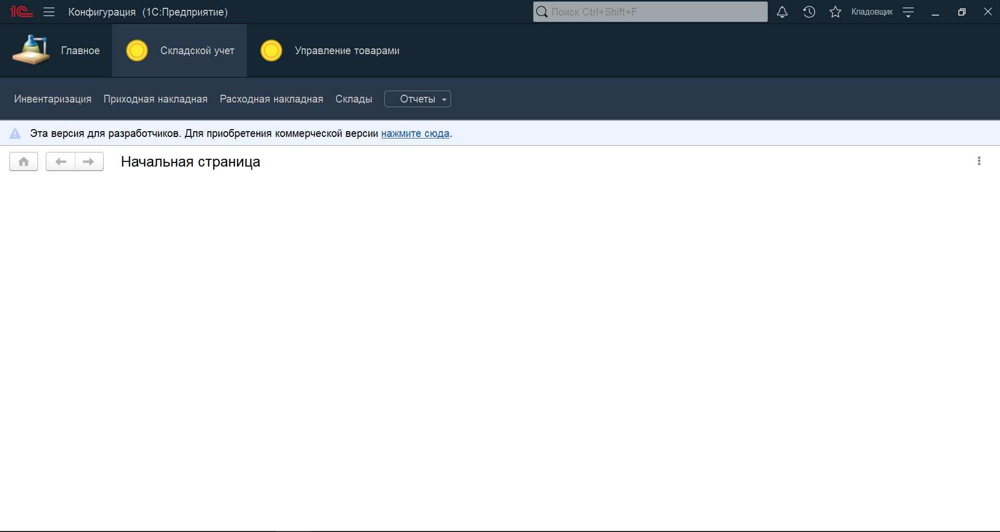 1С Конфигурация (1С:Предприятие) Поиск Ctrl+Shift+F Кладовщик
Главное Складской учет Управление товарами
Инвентаризация Приходная накладная Расходная накладная Склады Отчеты
Эта версия для разработчиков. Для приобретения коммерческой версии нажмите сюда.
Начальная страница